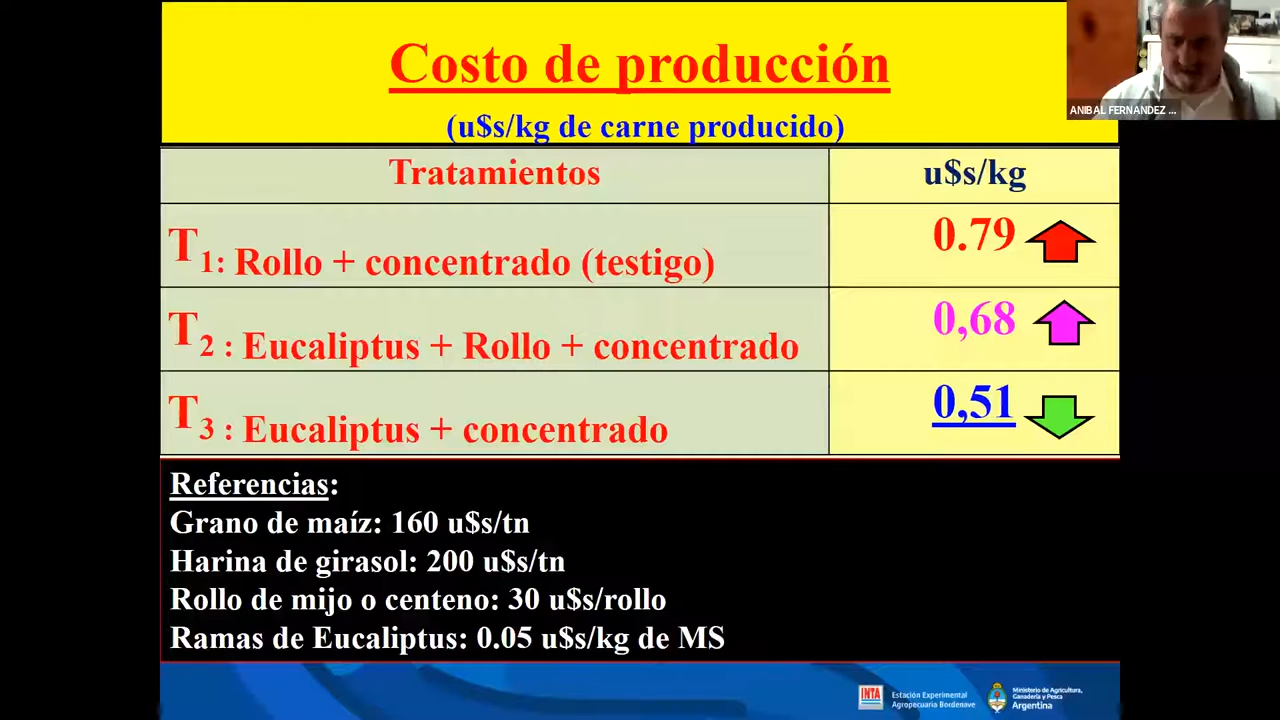 Costo de producción
(u$s/kg de carne producido)
ANIBAL FERNANDEZ ...
Tratamientos u$s/kg
T1: Rollo + concentrado (testigo) 0.79
T2 : Eucaliptus + Rollo + concentrado 0,68
T3 : Eucaliptus + concentrado 0,51
Referencias:
Grano de maíz: 160 u$s/tn
Harina de girasol: 200 u$s/tn
Rollo de mijo o centeno: 30 u$s/rollo
Ramas de Eucaliptus: 0.05 u$s/kg de MS
INTA
Estación Experimental
Agropecuaria Bordenave
Ministerio de Agricultura,
Ganadería y Pesca
Argentina